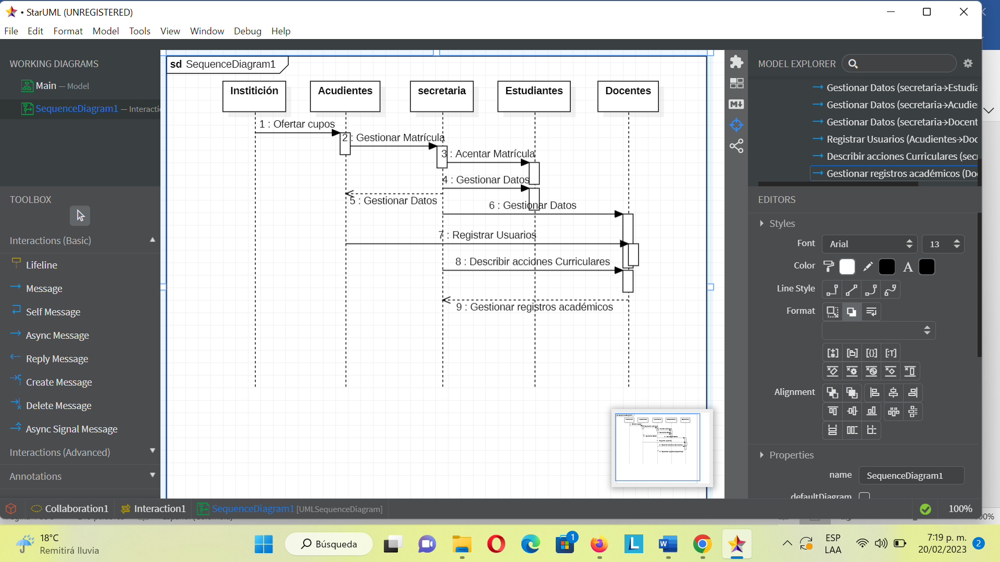 • StarUML (UNREGISTERED)
File Edit Format Model Tools View Window Debug Help
WORKING DIAGRAMS
Main — Model
SequenceDiagram1 — Interactic
TOOLBOX
Interactions (Basic)
Lifeline
Message
Self Message
Async Message
Reply Message
Create Message
Delete Message
Async Signal Message
Interactions (Advanced)
Annotations
sd SequenceDiagram1
Institición Acudientes secretaria Estudiantes Docentes
1 : Ofertar cupos
2 : Gestionar Matrícula
3 : Acentar Matrícula
4 : Gestionar Datos
5 : Gestionar Datos
6 : Gestionar Datos
7 : Registrar Usuarios
8 : Describir acciones Curriculares
9 : Gestionar registros académicos
MODEL EXPLORER
Gestionar Datos (secretaria→Estudia
Gestionar Datos (secretaria→Acudie
Gestionar Datos (secretaria→Docent
Registrar Usuarios (Acudientes→Doc
Describir acciones Curriculares (sec
Gestionar registros académicos (Do
EDITORS
Styles
Font Arial 13
Color A
Line Style
Format
Alignment
Properties
name SequenceDiagram1
defaultDiagram
Collaboration1 Interaction1 SequenceDiagram1 [UMLSequenceDiagram] 100%
18°C
Remitirá lluvia
Búsqueda
1
ESP
LAA
7:19 p. m.
20/02/2023
2